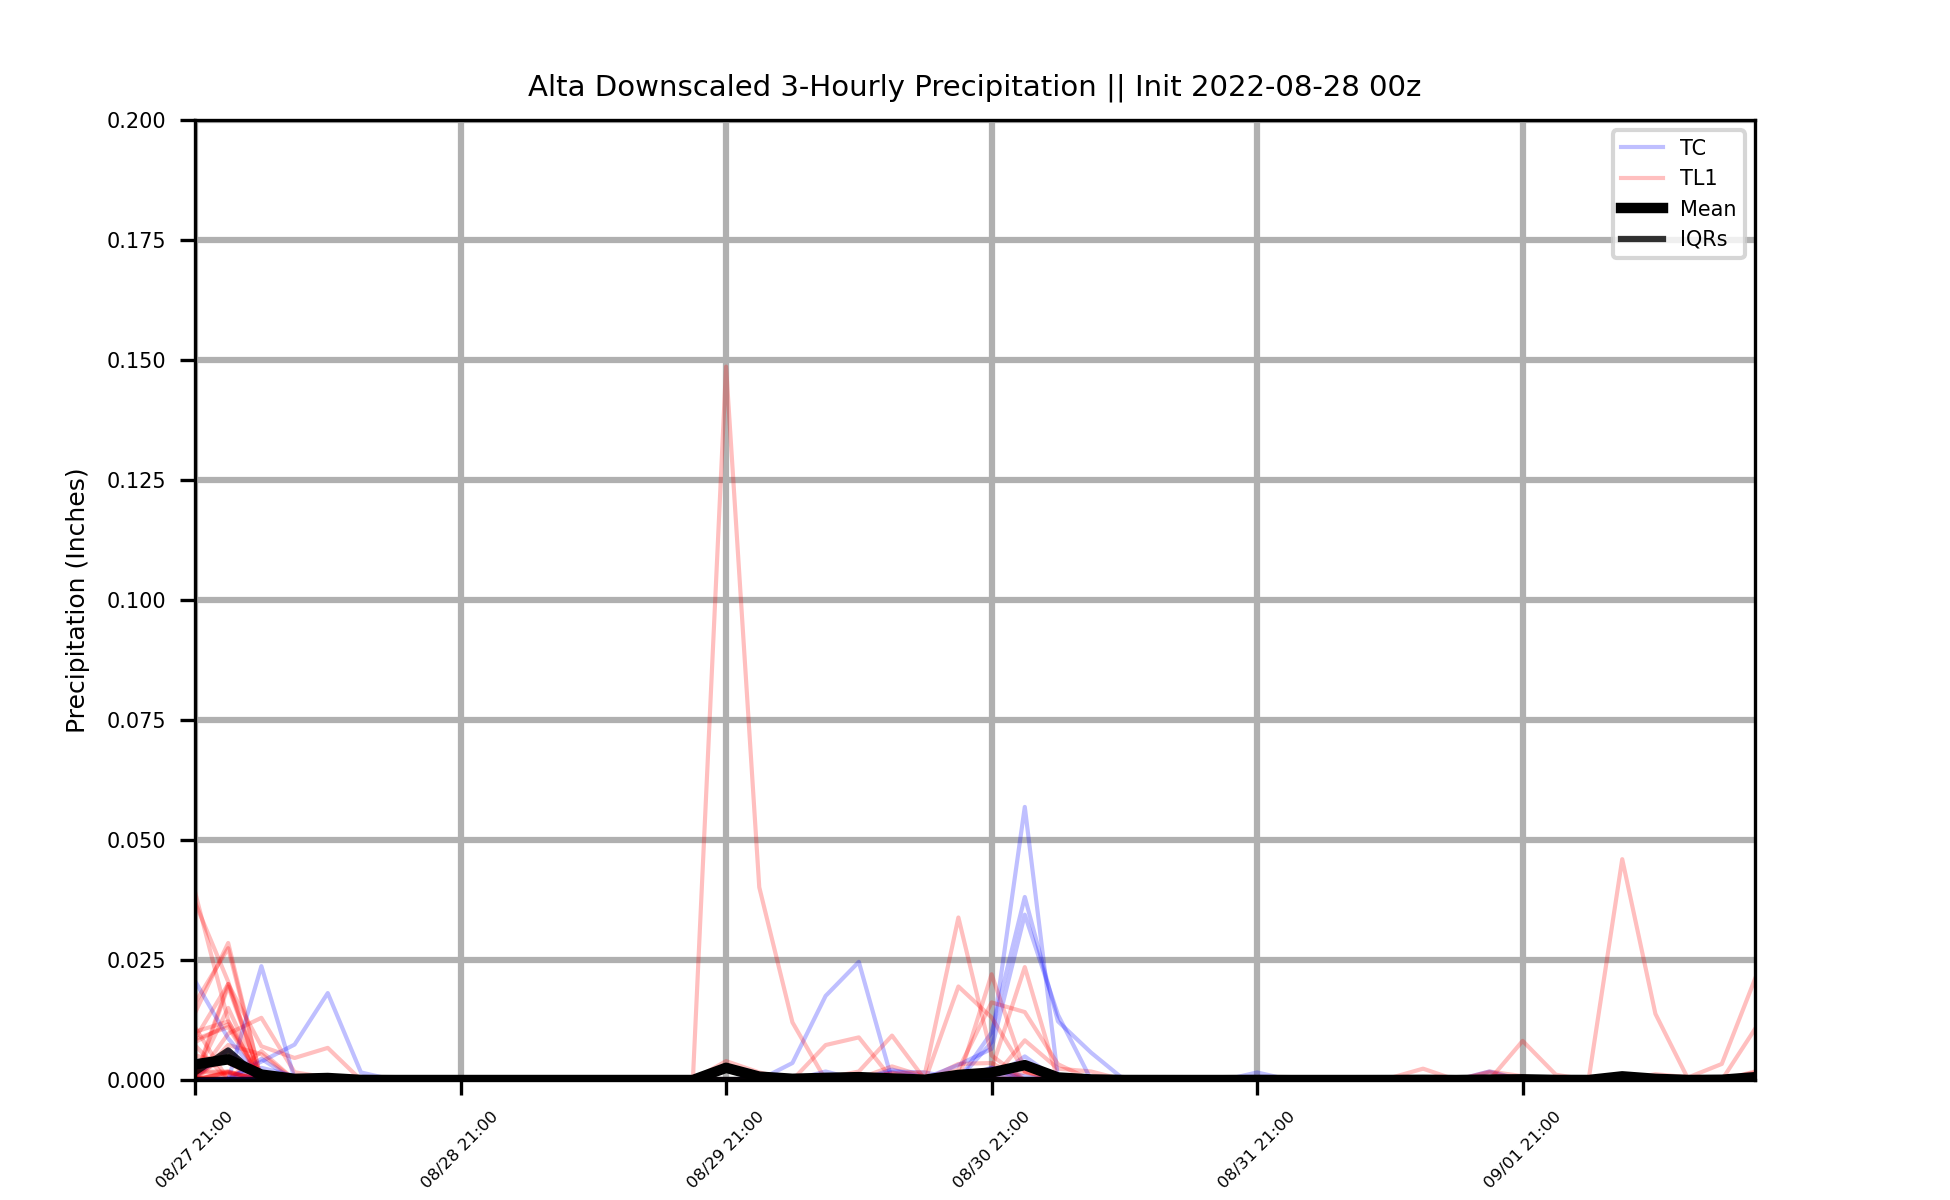 Alta Downscaled 3-Hourly Precipitation || Init 2022-08-28 00z
TC
TL1
Mean
IQRs
Precipitation (Inches)
0.200
0.175
0.150
0.125
0.100
0.075
0.050
0.025
0.000
08/27 21:00
08/28 21:00
08/29 21:00
08/30 21:00
08/31 21:00
09/01 21:00